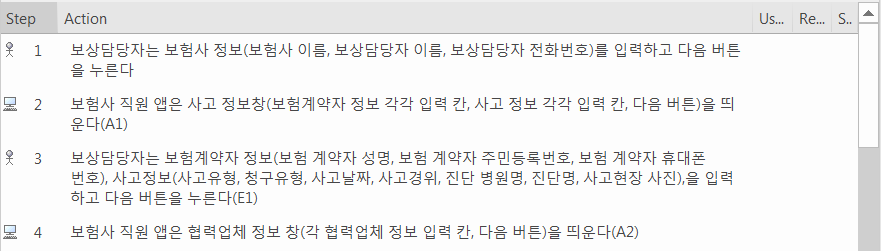 Step Action Us... Re... S..
1 보상담당자는 보험사 정보(보험사 이름, 보상담당자 이름, 보상담당자 전화번호)를 입력하고 다음 버튼
을 누른다
2 보험사 직원 앱은 사고 정보창(보험계약자 정보 각각 입력 칸, 사고 정보 각각 입력 칸, 다음 버튼)을 띄
운다(A1)
3 보상담당자는 보험계약자 정보(보험 계약자 성명, 보험 계약자 주민등록번호, 보험 계약자 휴대폰
번호), 사고정보(사고유형, 청구유형, 사고날짜, 사고경위, 진단 병원명, 진단명, 사고현장 사진),을 입력
하고 다음 버튼을 누른다(E1)
4 보험사 직원 앱은 협력업체 정보 창(각 협력업체 정보 입력 칸, 다음 버튼)을 띄운다(A2)